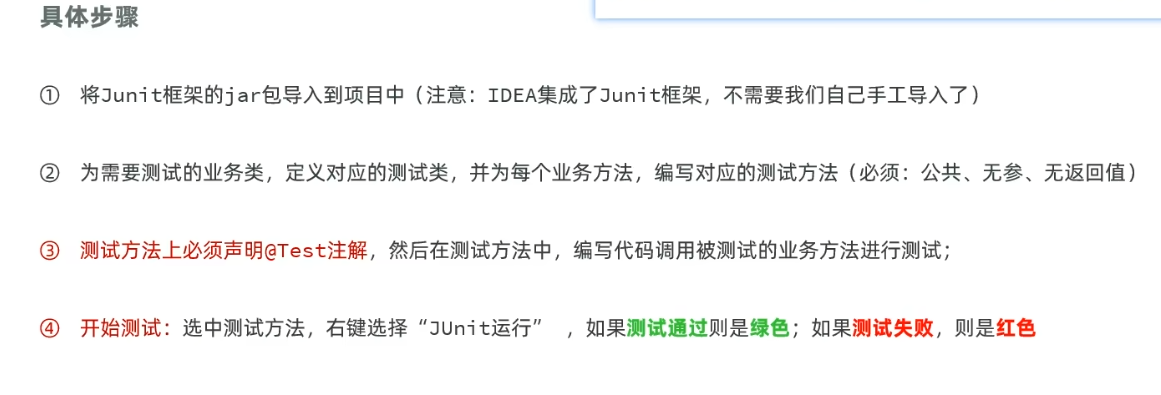 具体步骤
① 将Junit框架的jar包导入到项目中（注意：IDEA集成了Junit框架，不需要我们自己手工导入了）
② 为需要测试的业务类，定义对应的测试类，并为每个业务方法，编写对应的测试方法（必须：公共、无参、无返回值）
③ 测试方法上必须声明@Test注解，然后在测试方法中，编写代码调用被测试的业务方法进行测试；
④ 开始测试：选中测试方法，右键选择“JUnit运行” ，如果测试通过则是绿色；如果测试失败，则是红色